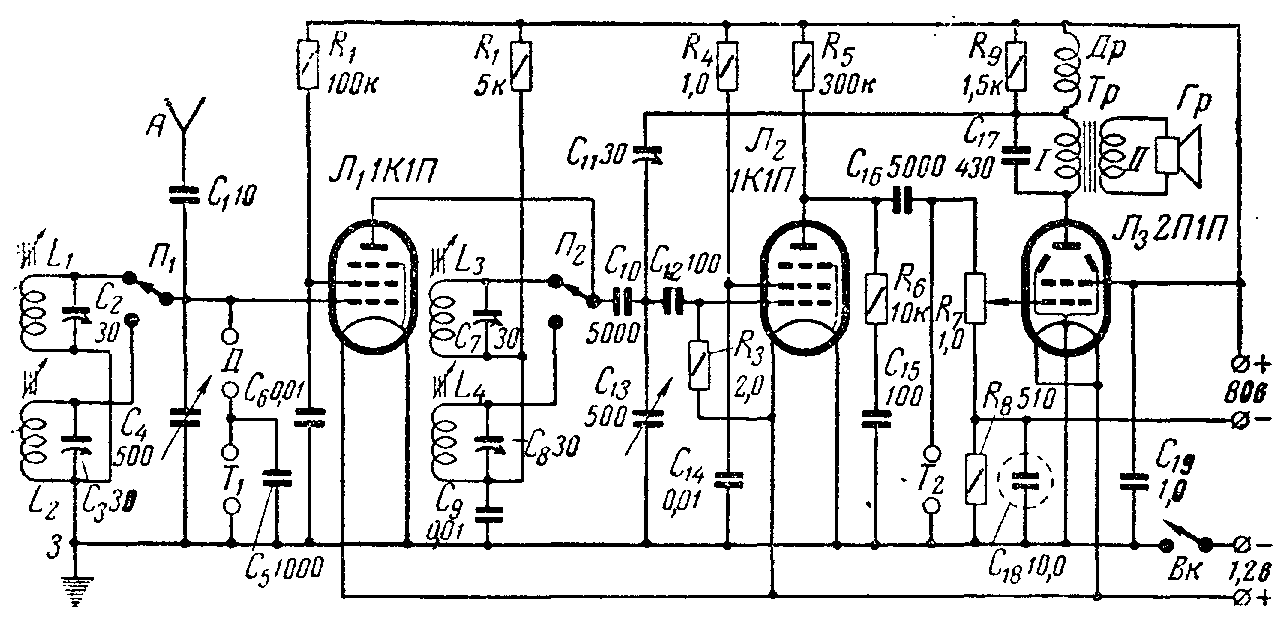 А
C₁ 10
L₁
П₁
C₂
30
L₂
C₃ 30
З
C₄
500
Д
Т₁
C₅ 1000
C₆ 0,01
R₁
100к
Л₁ 1К1П
R₁
5к
L₃
C₇ 30
L₄
C₈ 30
C₉
0,01
П₂
C₁₀
5000
C₁₁ 30
C₁₂ 100
C₁₃
500
R₃
2,0
C₁₄
0,01
R₄
1,0
Л₂
1К1П
R₅
300к
C₁₆ 5000
R₆
10к
C₁₅
100
Т₂
R₇
1,0
R₈ 510
C₁₈ 10,0
R₉
1,5к
C₁₇
430
Др
Тр
I
II
Гр
Л₃ 2П1П
C₁₉
1,0
Вк
+
80в
−
−
1,2в
+